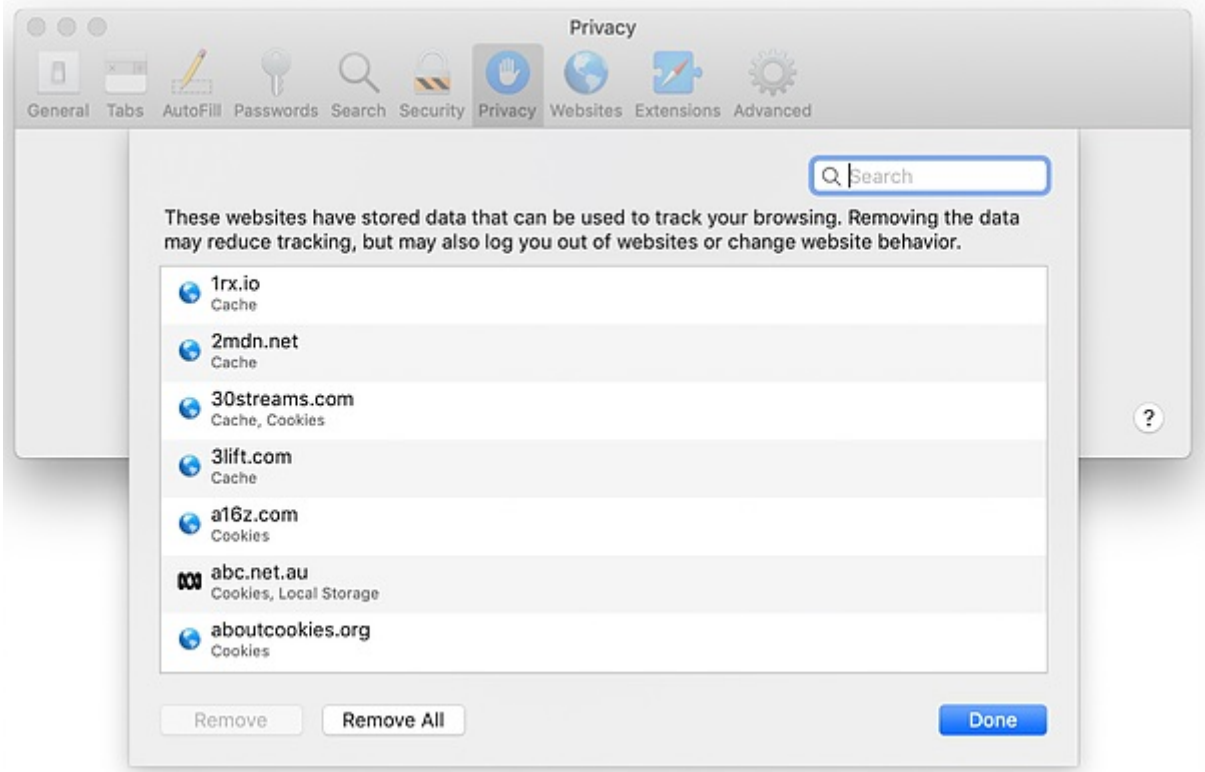 Privacy
General Tabs AutoFill Passwords Search Security Privacy Websites Extensions Advanced
Search
These websites have stored data that can be used to track your browsing. Removing the data
may reduce tracking, but may also log you out of websites or change website behavior.
1rx.io
Cache
2mdn.net
Cache
30streams.com
Cache, Cookies
3lift.com
Cache
a16z.com
Cookies
abc.net.au
Cookies, Local Storage
aboutcookies.org
Cookies
?
Remove Remove All Done